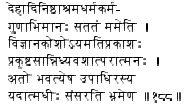 देहादिनिष्ठाश्रमधर्मकर्म-
गुणाभिमानः सततं ममेति ।
विज्ञानकोशोऽयमतिप्रकाशः
प्रकृष्टसान्निध्यवशात्परात्मनः ।
अतो भवत्येष उपाधिरस्य
यदात्मधीः संसरति भ्रमेण ॥१८८॥